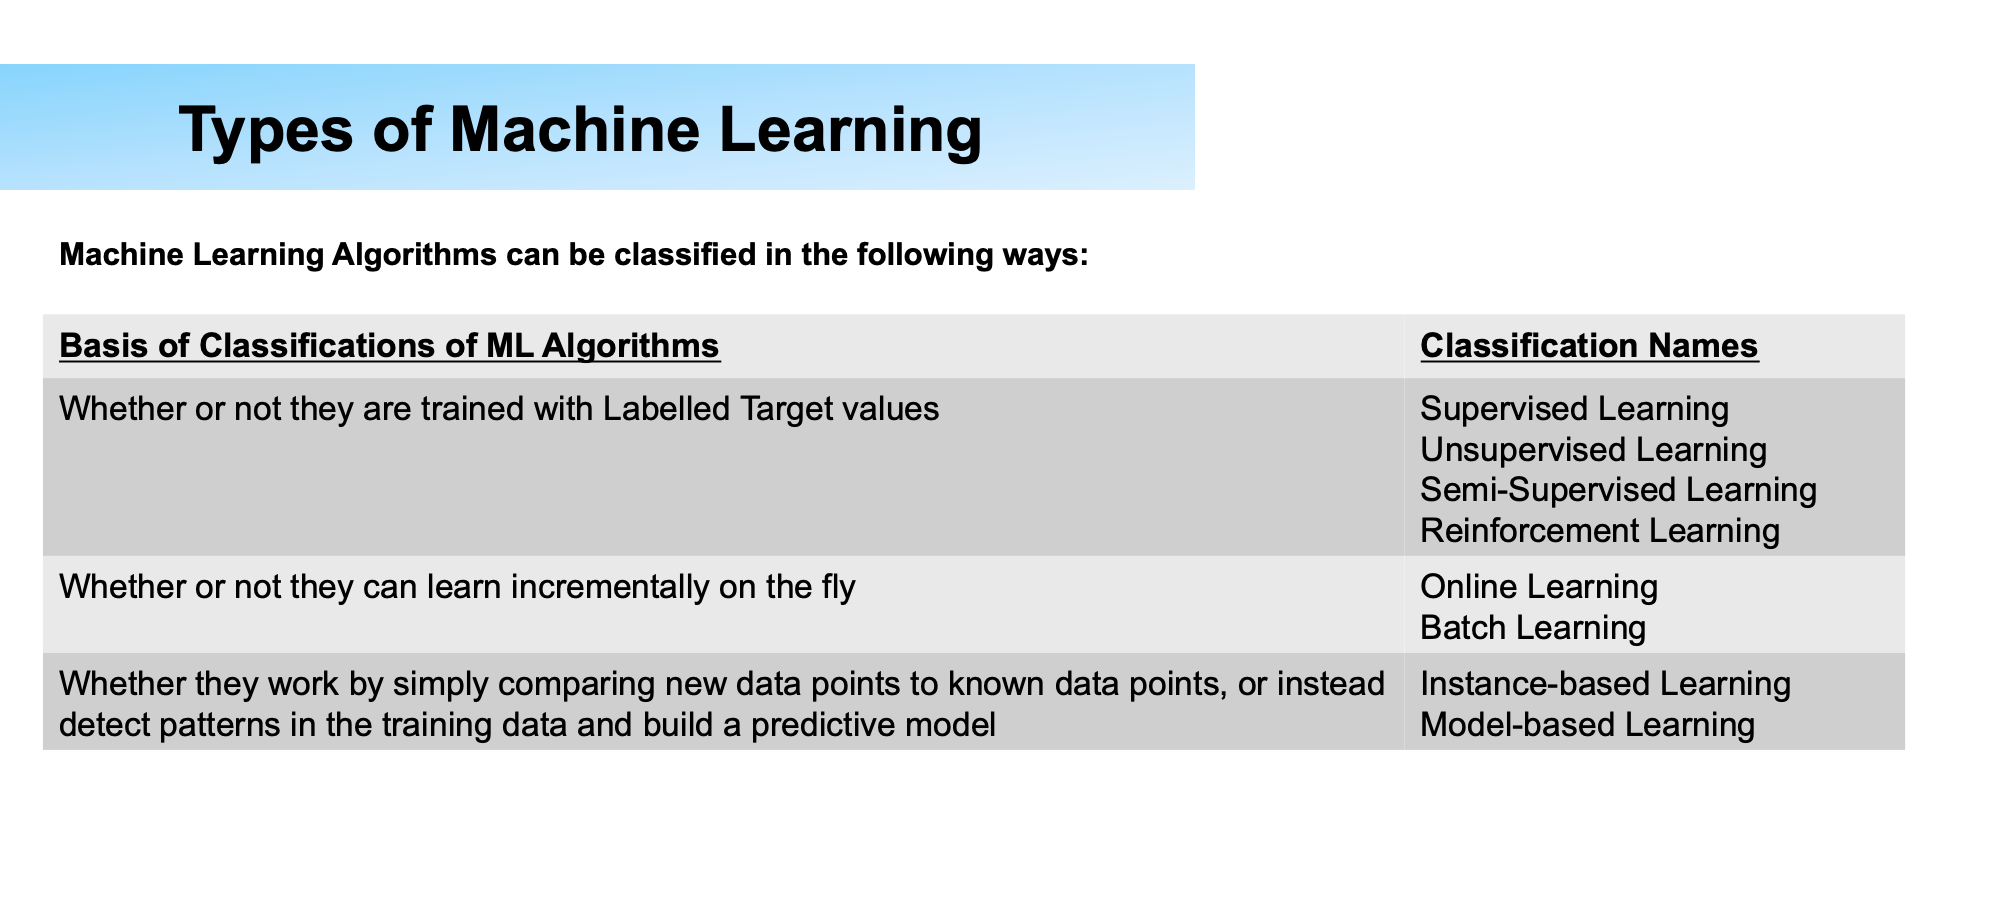 Types of Machine Learning
Machine Learning Algorithms can be classified in the following ways:
Basis of Classifications of ML Algorithms
Classification Names
Whether or not they are trained with Labelled Target values
Supervised Learning
Unsupervised Learning
Semi-Supervised Learning
Reinforcement Learning
Whether or not they can learn incrementally on the fly
Online Learning
Batch Learning
Whether they work by simply comparing new data points to known data points, or instead
detect patterns in the training data and build a predictive model
Instance-based Learning
Model-based Learning